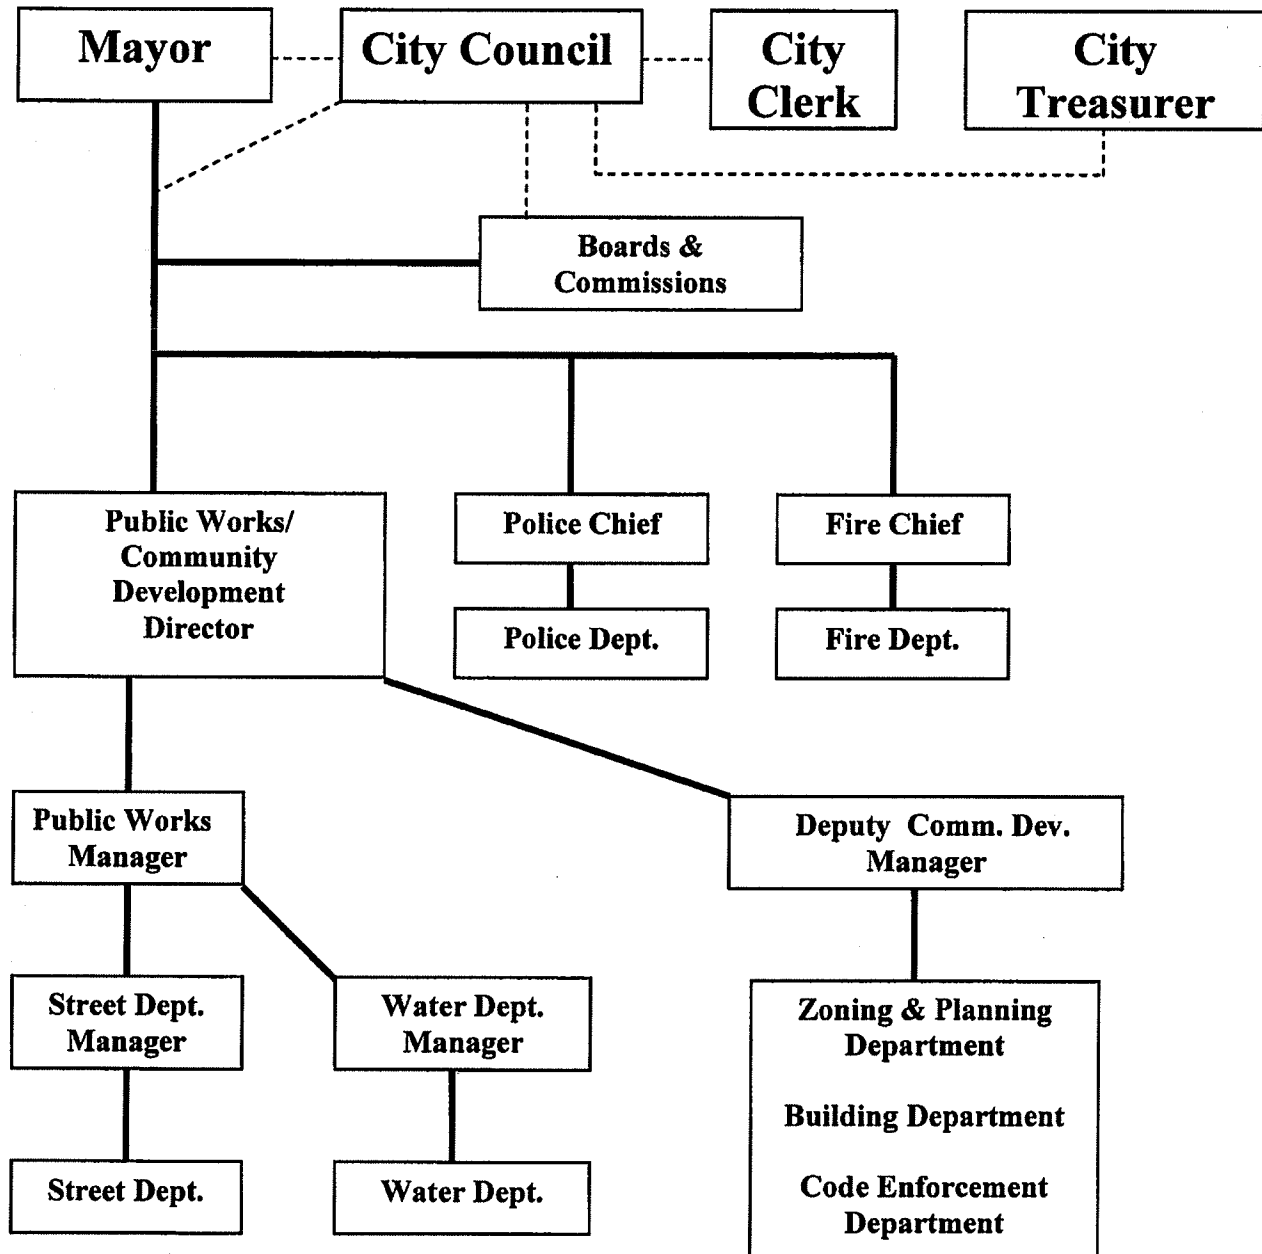 Mayor
City Council
City
Clerk
City
Treasurer
Boards &
Commissions
Public Works/
Community
Development
Director
Police Chief
Fire Chief
Police Dept.
Fire Dept.
Public Works
Manager
Deputy Comm. Dev.
Manager
Street Dept.
Manager
Water Dept.
Manager
Zoning & Planning
Department
Building Department
Code Enforcement
Department
Street Dept.
Water Dept.